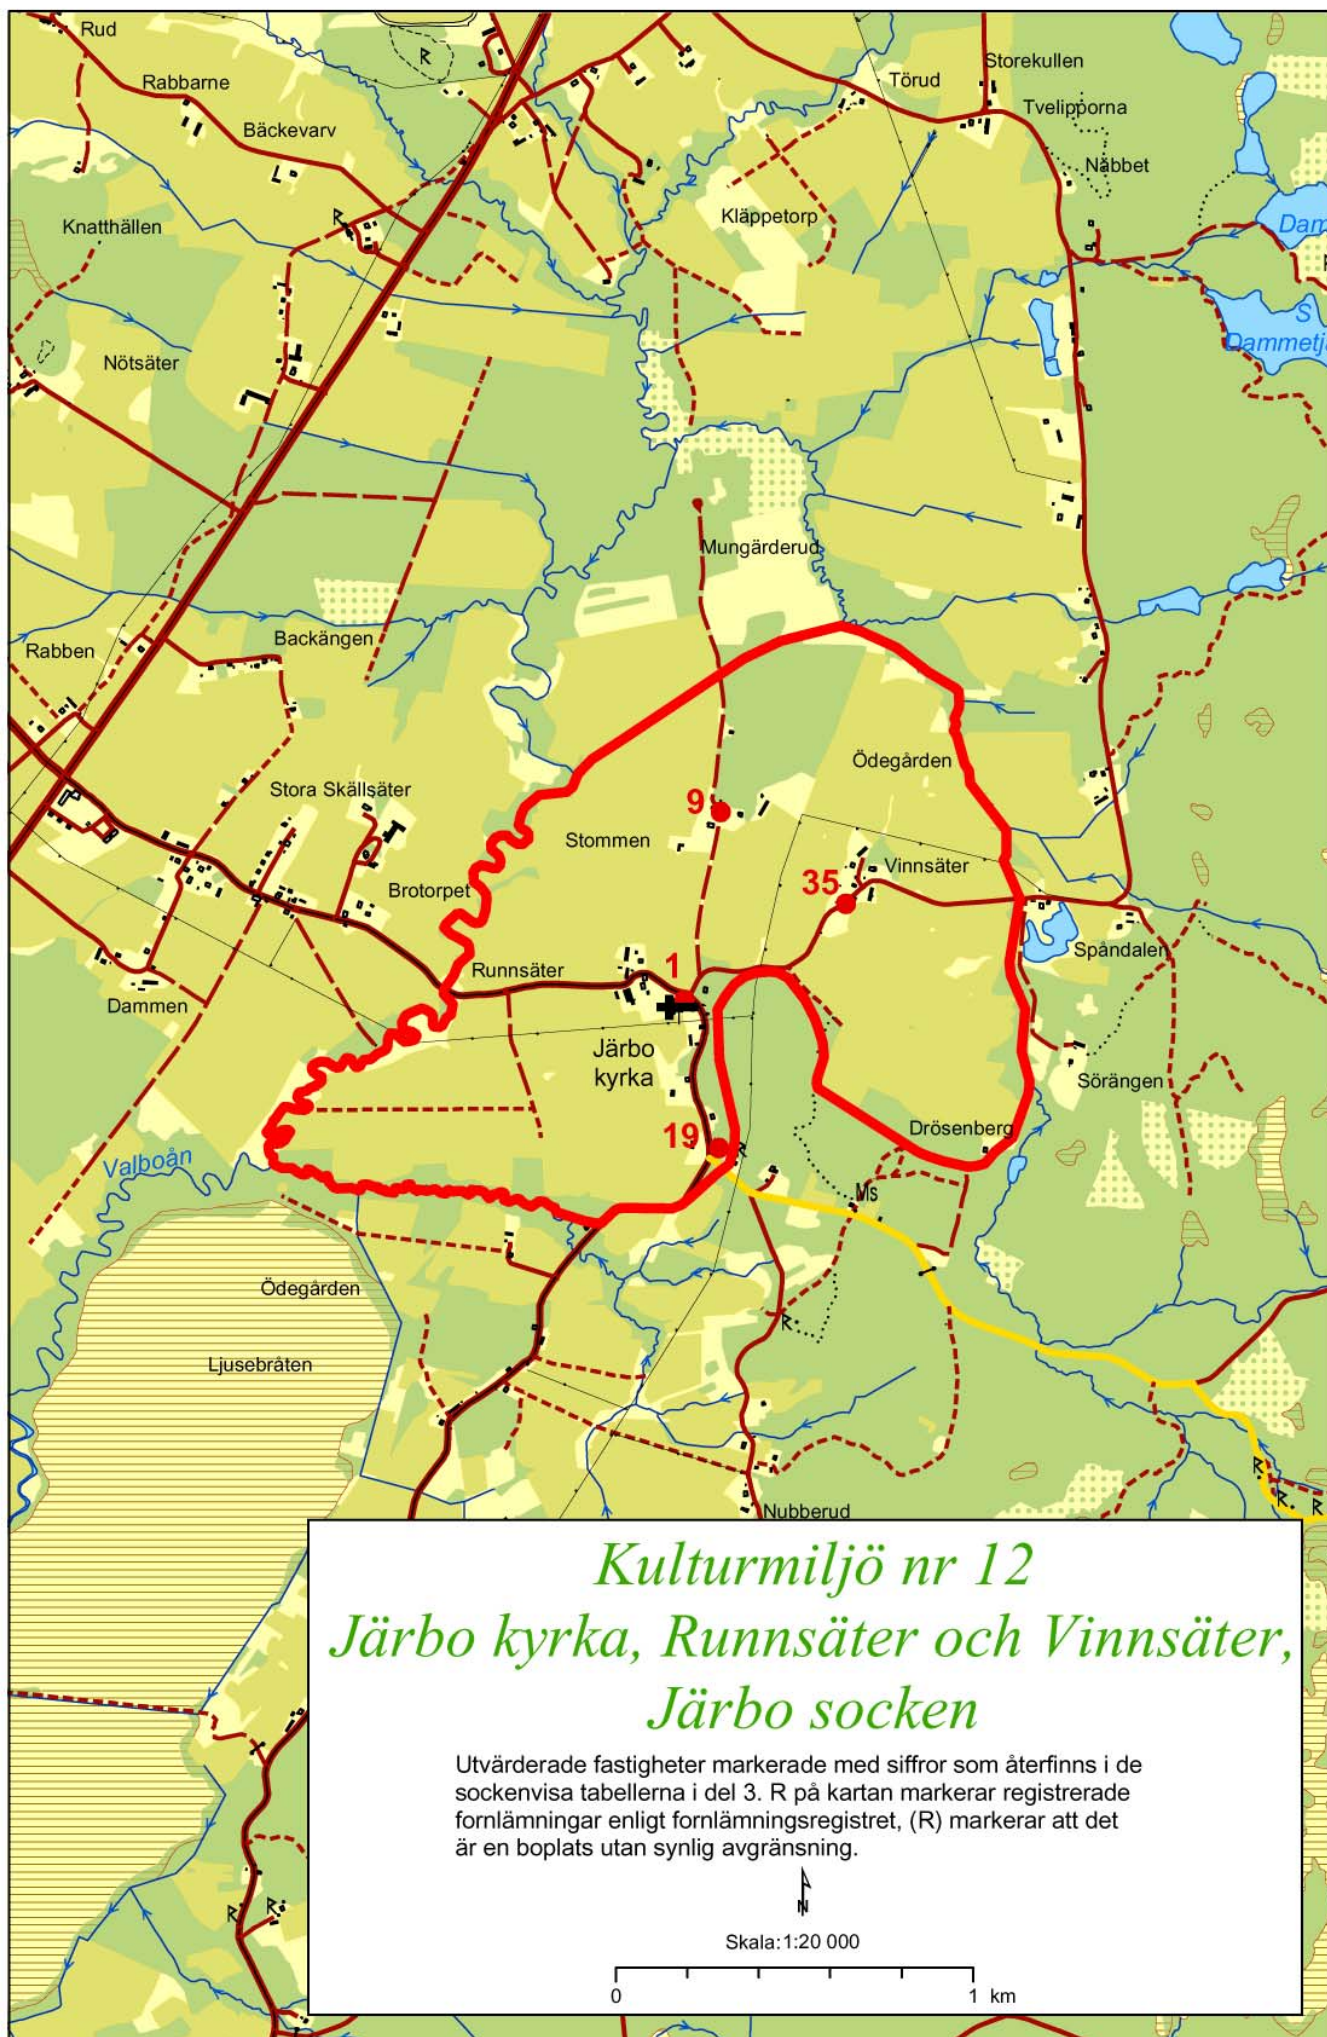 Rud
Rabbarne
Bäckevarv
Knatthällen
Nötsäter
R
R
Törud
Storekullen
Tvelipporna
Näbbet
Kläppetorp
S
Mungärderud
Backängen
Rabben
Ödegården
Stora Skällsäter
9
Stommen
Vinnsäter
35
Brotorpet
Runnsäter
1
Spåndalen
Dammen
Järbo
kyrka
Sörängen
19
R
Drösenberg
Valboån
Ms
Ödegården
R
Ljusebråten
Nubberud
R
R
R
Kulturmiljö nr 12
Järbo kyrka, Runnsäter och Vinnsäter,
Järbo socken
Utvärderade fastigheter markerade med siffror som återfinns i de
sockenvisa tabellerna i del 3. R på kartan markerar registrerade
fornlämningar enligt fornlämningsregistret, (R) markerar att det
är en boplats utan synlig avgränsning.
N
Skala:1:20 000
0
1 km
R
R